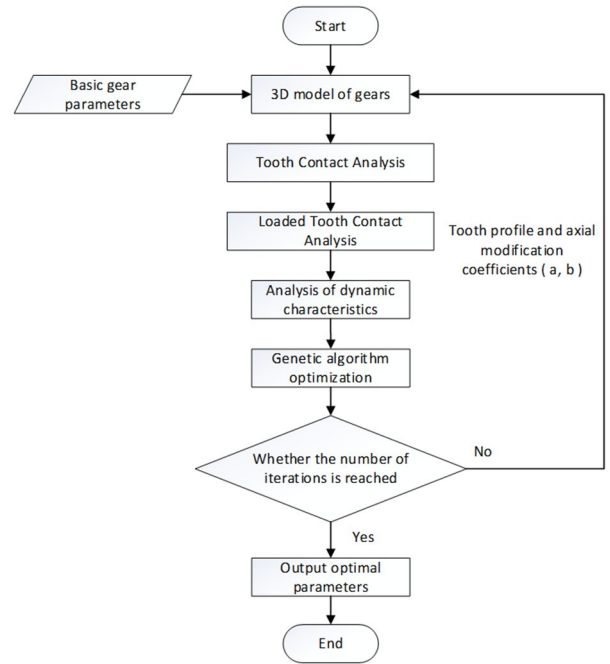 Start
Basic gear
parameters
3D model of gears
Tooth Contact Analysis
Loaded Tooth Contact
Analysis
Tooth profile and axial
modification
coefficients ( a, b )
Analysis of dynamic
characteristics
Genetic algorithm
optimization
Whether the number of
iterations is reached
No
Yes
Output optimal
parameters
End